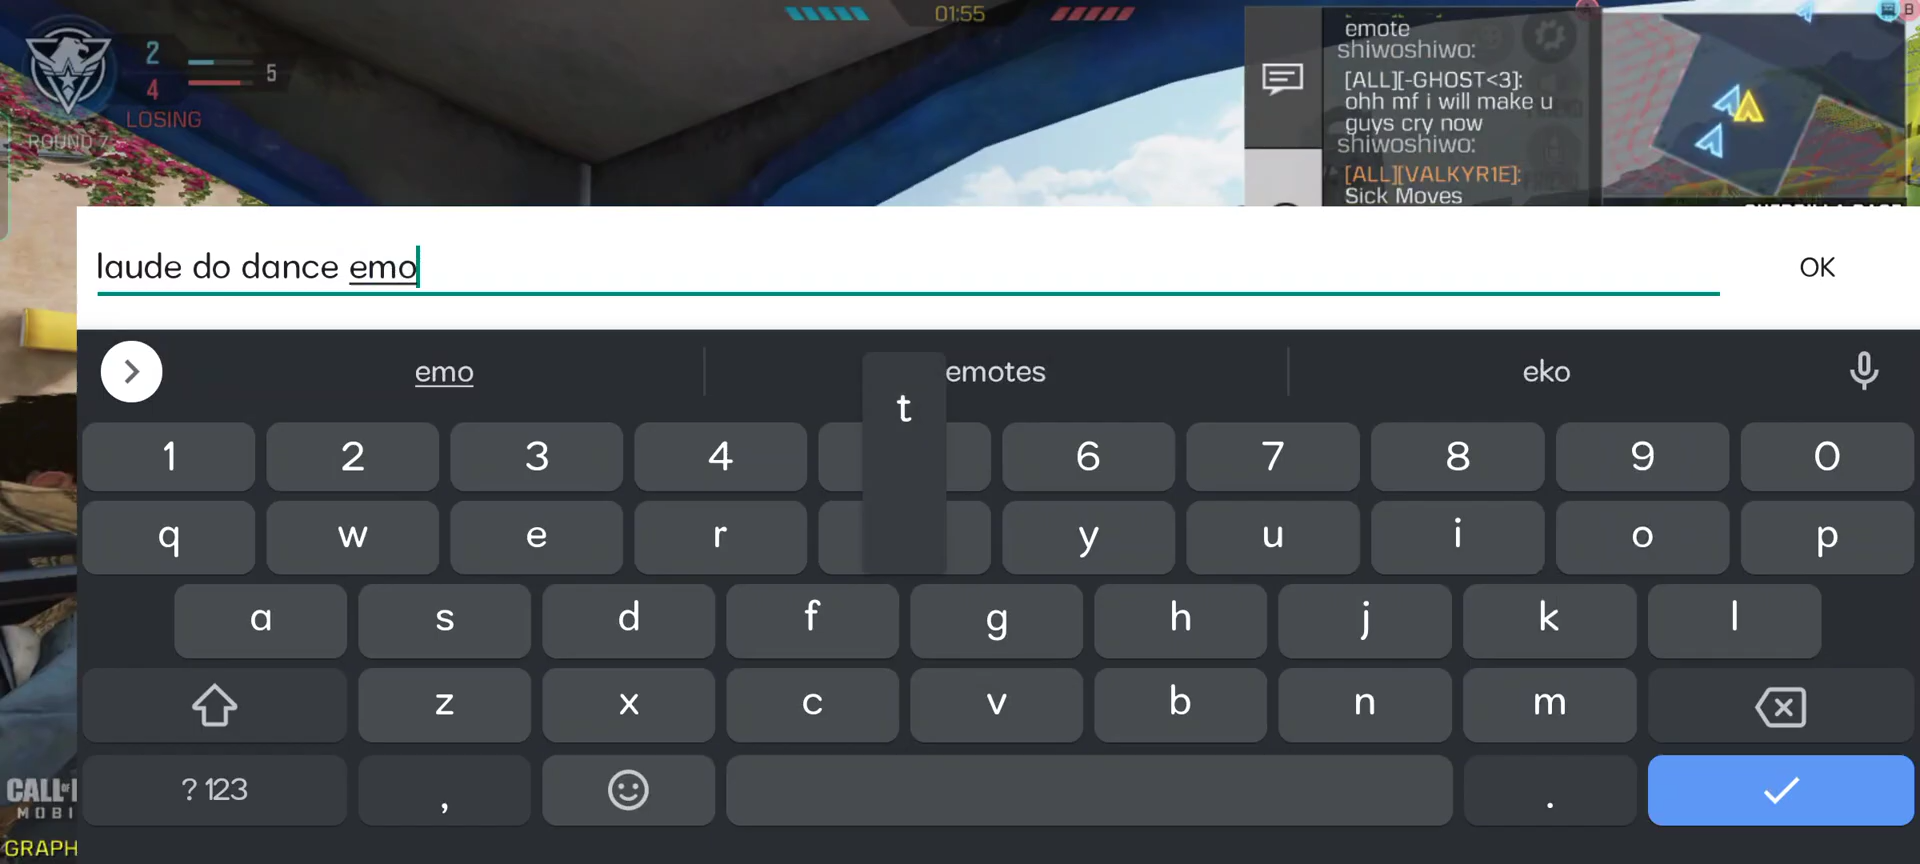 01:55
2
4
5
LOSING
ROUND 7
emote
shiwoshiwo:
[ALL][-GHOST<3]:
ohh mf i will make u
guys cry now
shiwoshiwo:
[ALL][VALKYR1E]:
Sick Moves
B
laude do dance emo
OK
emo
emotes
eko
t
1 2 3 4 6 7 8 9 0
q w e r y u i o p
a s d f g h j k l
z x c v b n m
?123 , .
CALL OF
MOBI
GRAPH